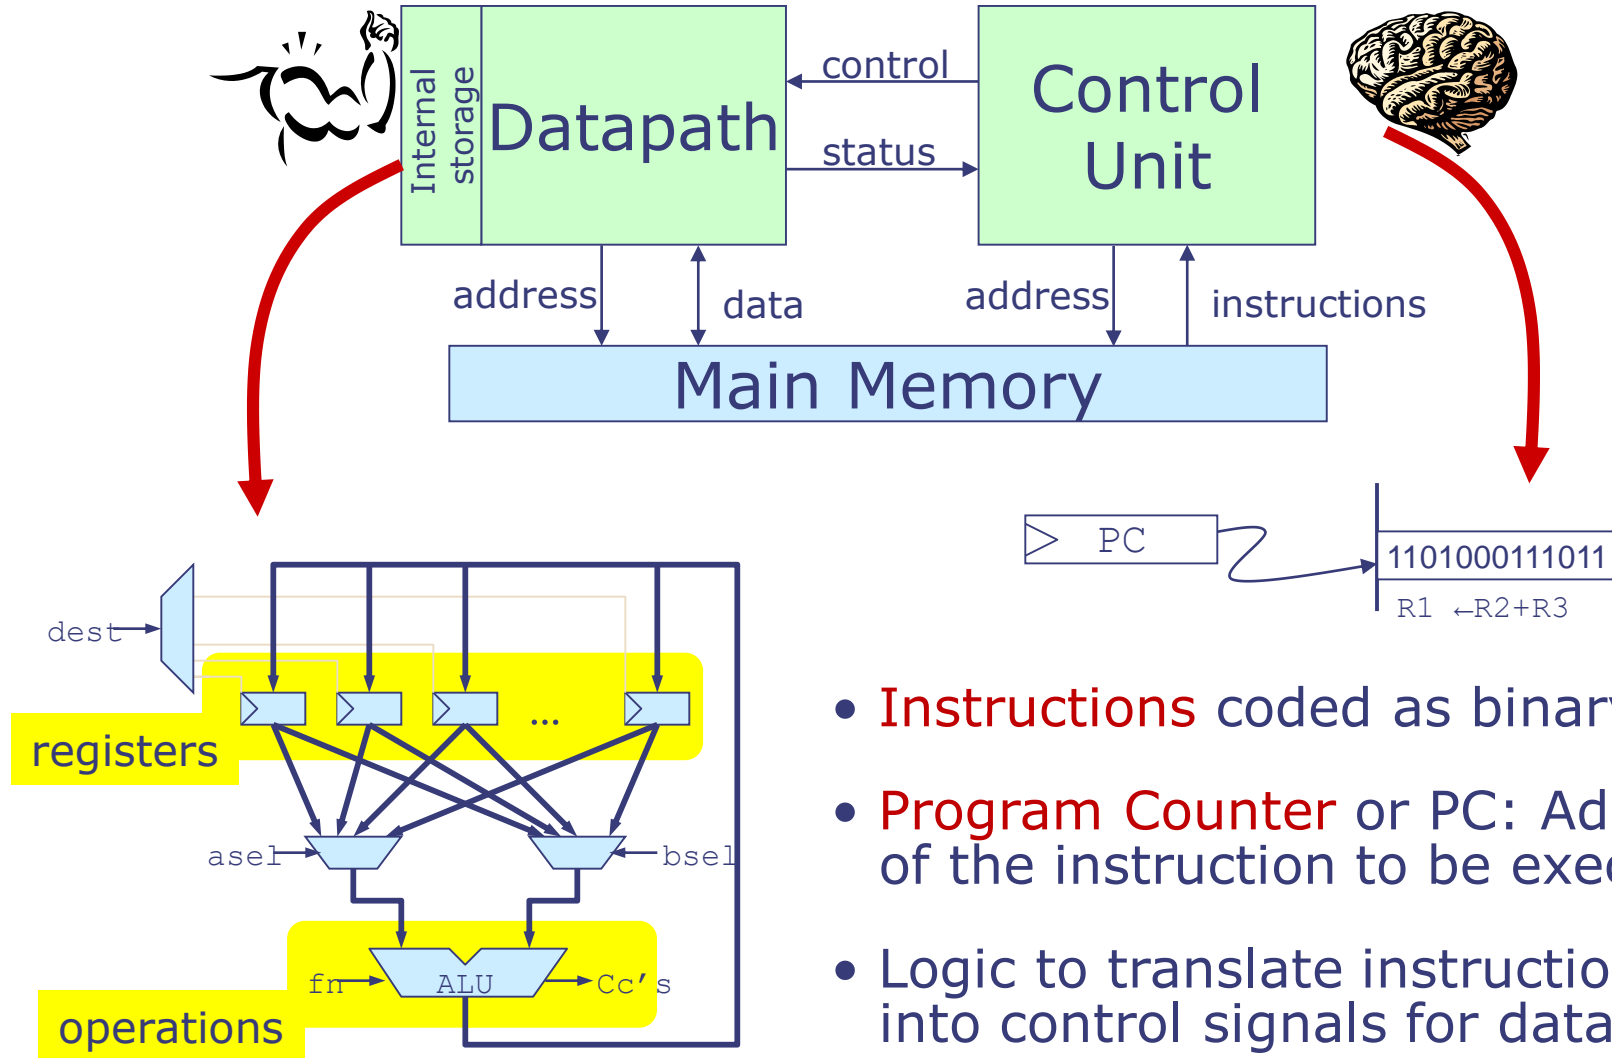 Internal
storage
Datapath
control
status
Control
Unit
address
data
address
instructions
Main Memory
PC
1101000111011
R1 ←R2+R3
dest
registers
...
asel
bsel
fn
ALU
Cc's
operations
• Instructions coded as binary
• Program Counter or PC: Ad
of the instruction to be exe
• Logic to translate instructio
into control signals for data